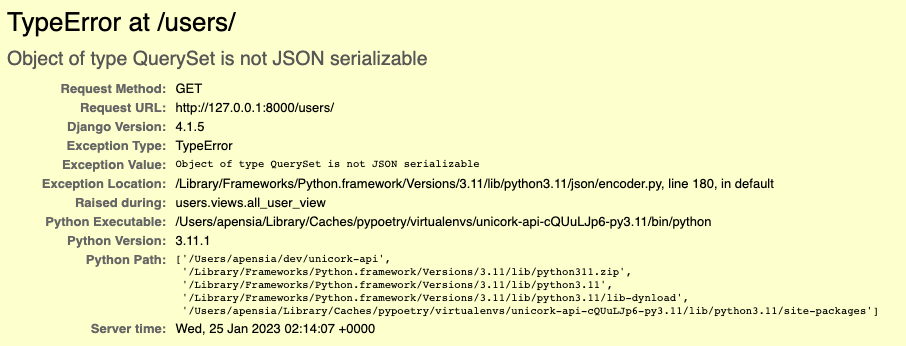 TypeError at /users/
Object of type QuerySet is not JSON serializable
Request Method: GET
Request URL: http://127.0.0.1:8000/users/
Django Version: 4.1.5
Exception Type: TypeError
Exception Value: Object of type QuerySet is not JSON serializable
Exception Location: /Library/Frameworks/Python.framework/Versions/3.11/lib/python3.11/json/encoder.py, line 180, in default
Raised during: users.views.all_user_view
Python Executable: /Users/apensia/Library/Caches/pypoetry/virtualenvs/unicork-api-cQUuLJp6-py3.11/bin/python
Python Version: 3.11.1
Python Path: ['/Users/apensia/dev/unicork-api',
'/Library/Frameworks/Python.framework/Versions/3.11/lib/python311.zip',
'/Library/Frameworks/Python.framework/Versions/3.11/lib/python3.11',
'/Library/Frameworks/Python.framework/Versions/3.11/lib/python3.11/lib-dynload',
'/Users/apensia/Library/Caches/pypoetry/virtualenvs/unicork-api-cQUuLJp6-py3.11/lib/python3.11/site-packages']
Server time: Wed, 25 Jan 2023 02:14:07 +0000